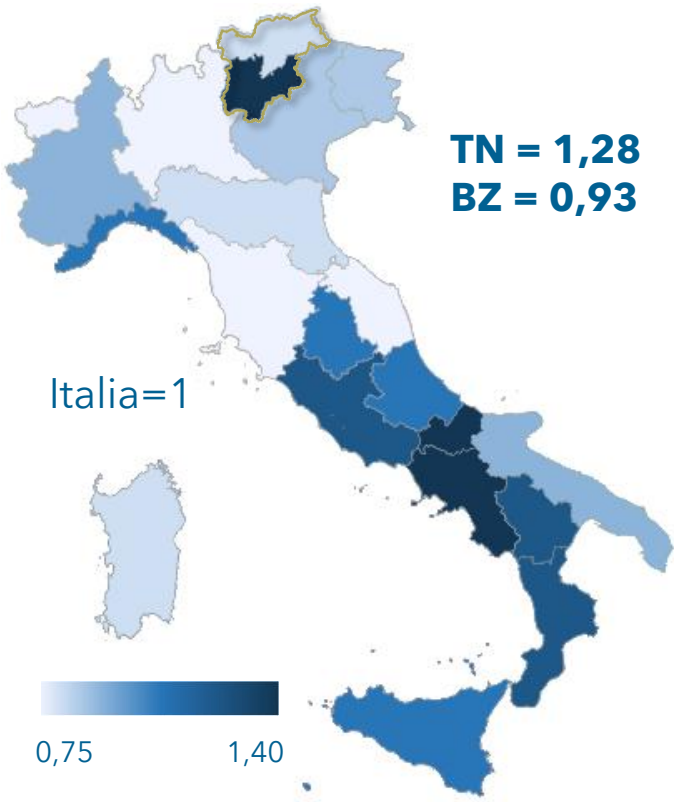 TN = 1,28
BZ = 0,93
Italia=1
0,75
1,40